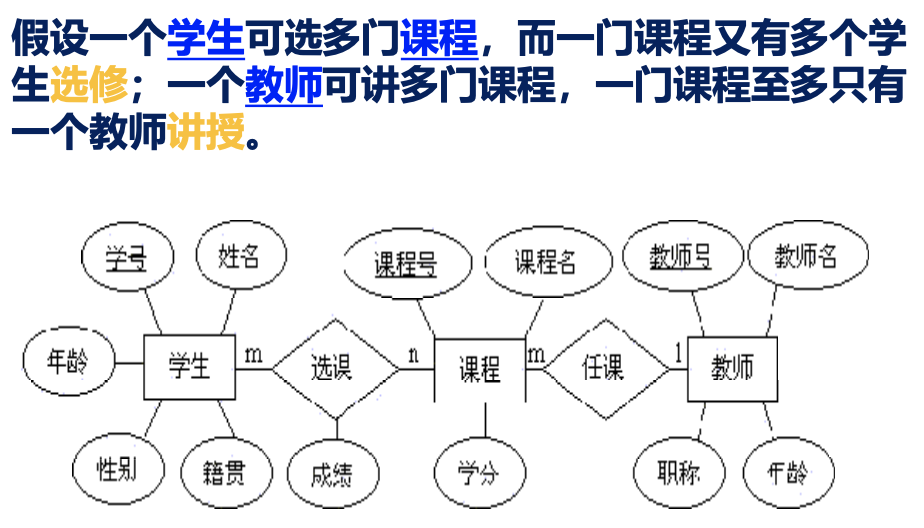 假设一个学生可选多门课程，而一门课程又有多个学
生选修；一个教师可讲多门课程，一门课程至多只有
一个教师讲授。
学号 姓名 课程号 课程名 教师号 教师名
年龄 学生 m 选课 n 课程 m 任课 1 教师
性别 籍贯 成绩 学分 职称 年龄